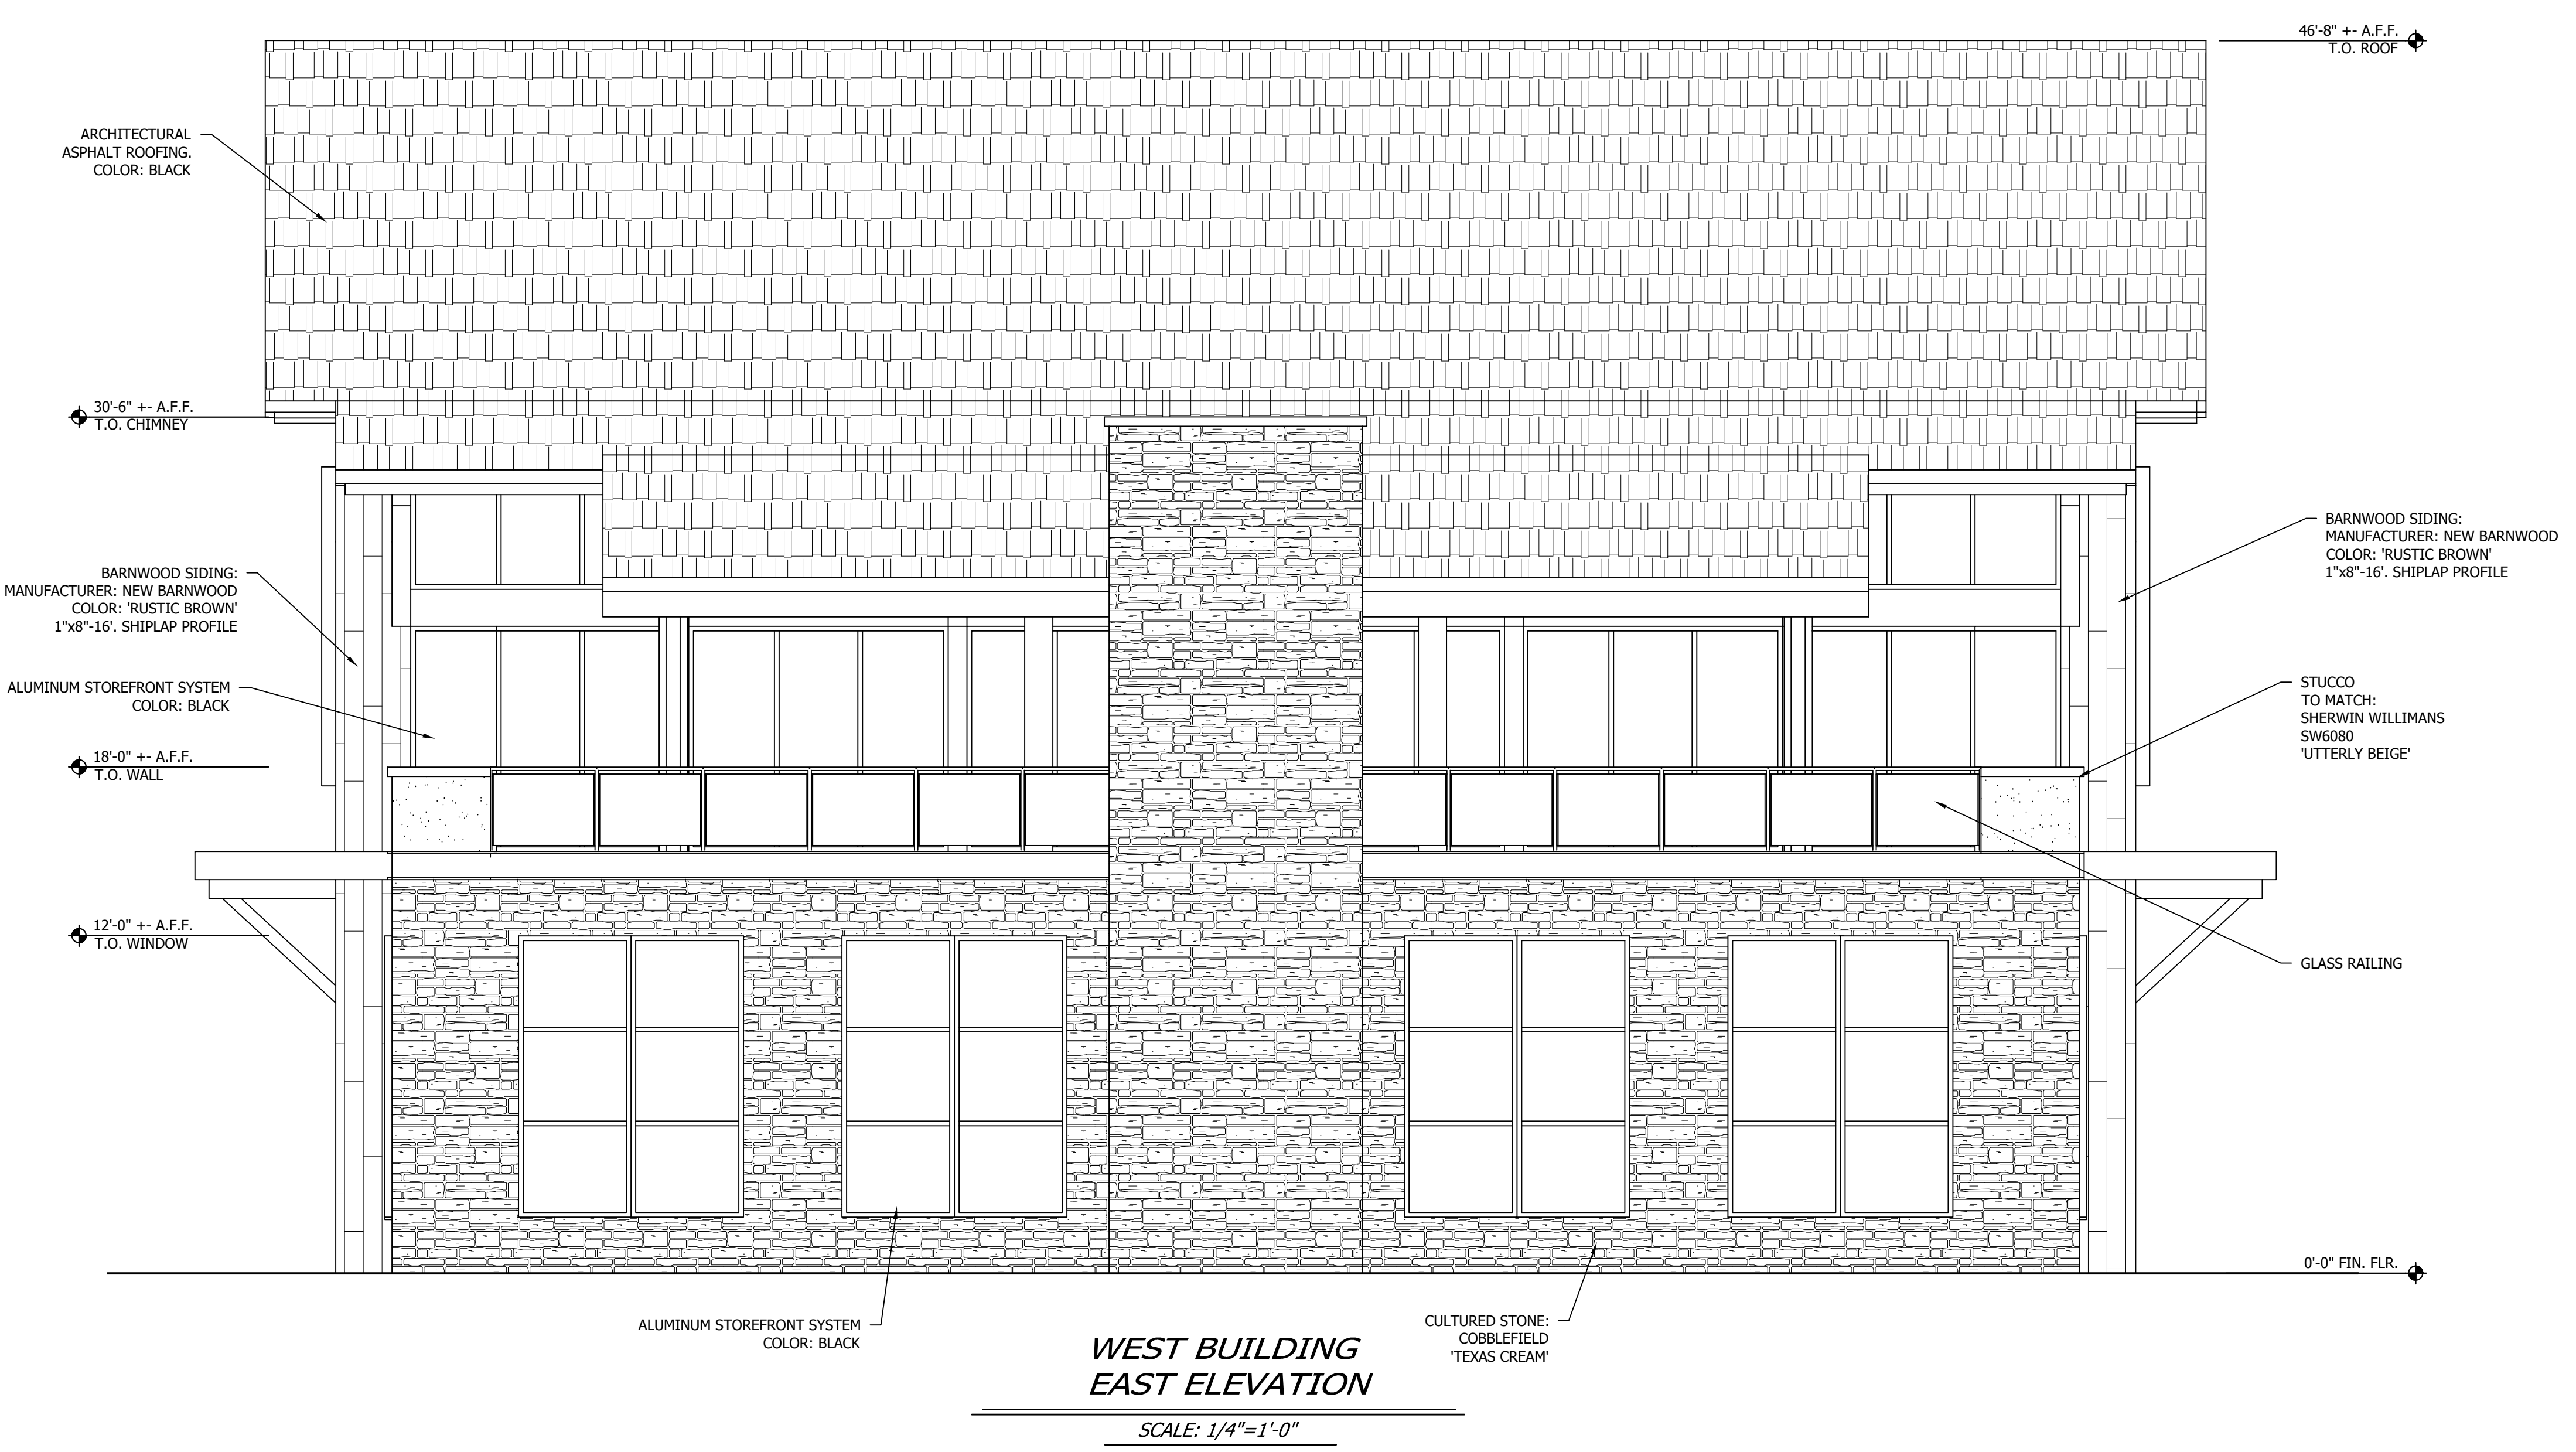 46'-8" +- A.F.F.
T.O. ROOF
ARCHITECTURAL
ASPHALT ROOFING.
COLOR: BLACK
30'-6" +- A.F.F.
T.O. CHIMNEY
BARNWOOD SIDING:
MANUFACTURER: NEW BARNWOOD
COLOR: 'RUSTIC BROWN'
1"x8"-16'. SHIPLAP PROFILE
BARNWOOD SIDING:
MANUFACTURER: NEW BARNWOOD
COLOR: 'RUSTIC BROWN'
1"x8"-16'. SHIPLAP PROFILE
ALUMINUM STOREFRONT SYSTEM
COLOR: BLACK
STUCCO
TO MATCH:
SHERWIN WILLIMANS
SW6080
'UTTERLY BEIGE'
18'-0" +- A.F.F.
T.O. WALL
12'-0" +- A.F.F.
T.O. WINDOW
GLASS RAILING
0'-0" FIN. FLR.
ALUMINUM STOREFRONT SYSTEM
COLOR: BLACK
CULTURED STONE:
COBBLEFIELD
'TEXAS CREAM'
WEST BUILDING
EAST ELEVATION
SCALE: 1/4"=1'-0"